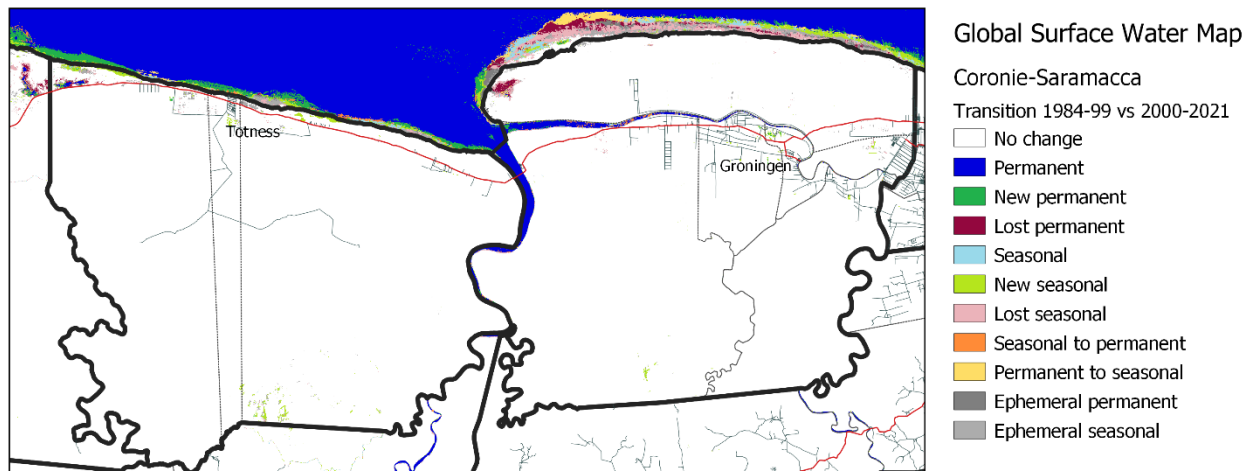 Global Surface Water Map
Coronie-Saramacca
Transition 1984-99 vs 2000-2021
No change
Permanent
New permanent
Lost permanent
Seasonal
New seasonal
Lost seasonal
Seasonal to permanent
Permanent to seasonal
Ephemeral permanent
Ephemeral seasonal
Totness
Groningen